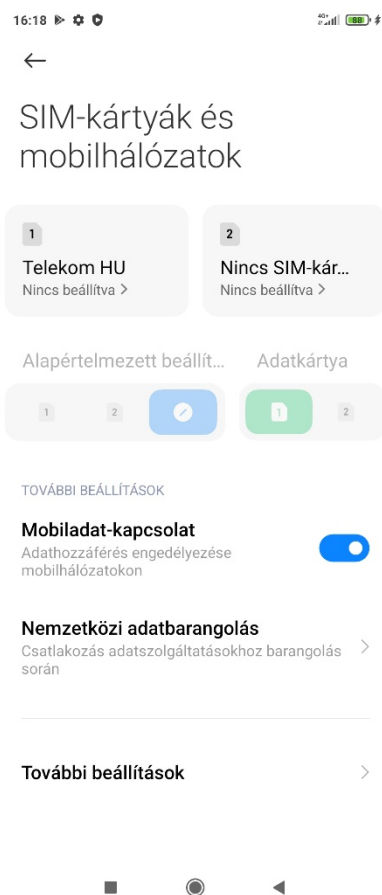 16:18 4G+ 88
SIM-kártyák és
mobilhálózatok
1
Telekom HU
Nincs beállítva >
2
Nincs SIM-kár...
Nincs beállítva >
Alapértelmezett beállít... Adatkártya
1 2 1 2
TOVÁBBI BEÁLLÍTÁSOK
Mobiladat-kapcsolat
Adathozzáférés engedélyezése
mobilhálózatokon
Nemzetközi adatbarangolás
Csatlakozás adatszolgáltatásokhoz barangolás
során
További beállítások